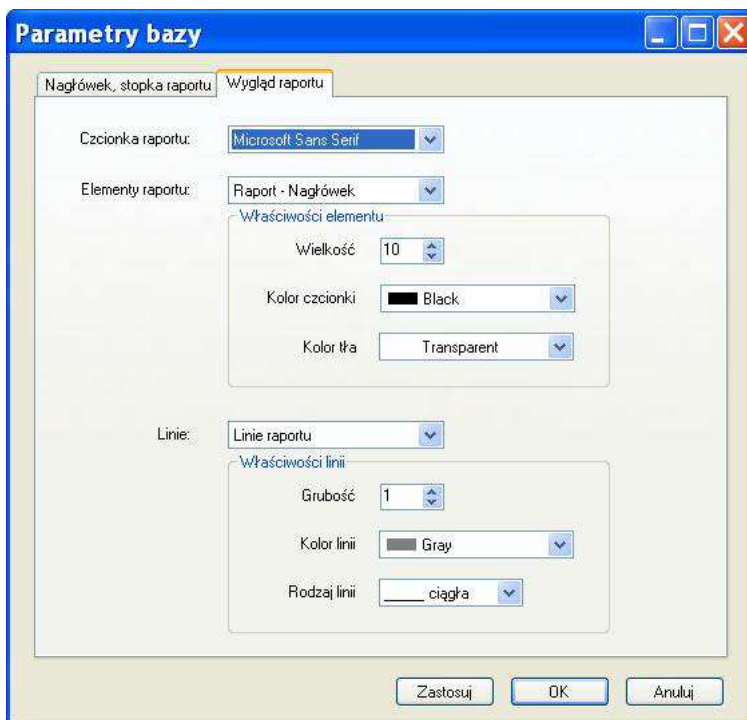 Parametry bazy
Nagłówek, stopka raportu Wygląd raportu
Czcionka raportu: Microsoft Sans Serif
Elementy raportu: Raport - Nagłówek
Właściwości elementu
Wielkość 10
Kolor czcionki Black
Kolor tła Transparent
Linie: Linie raportu
Właściwości linii
Grubość 1
Kolor linii Gray
Rodzaj linii ciągła
Zastosuj OK Anuluj